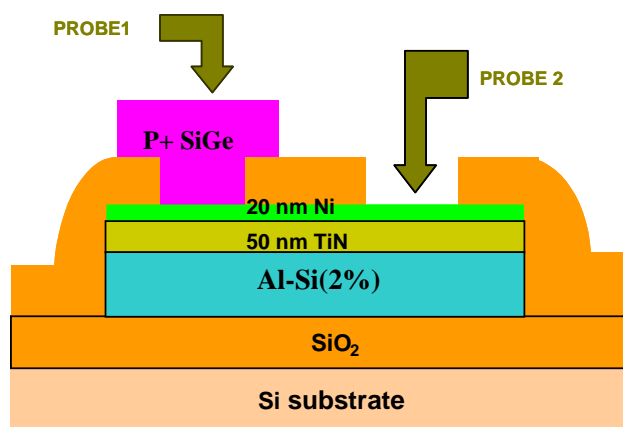 PROBE1
PROBE 2
P+ SiGe
20 nm Ni
50 nm TiN
Al-Si(2%)
SiO₂
Si substrate